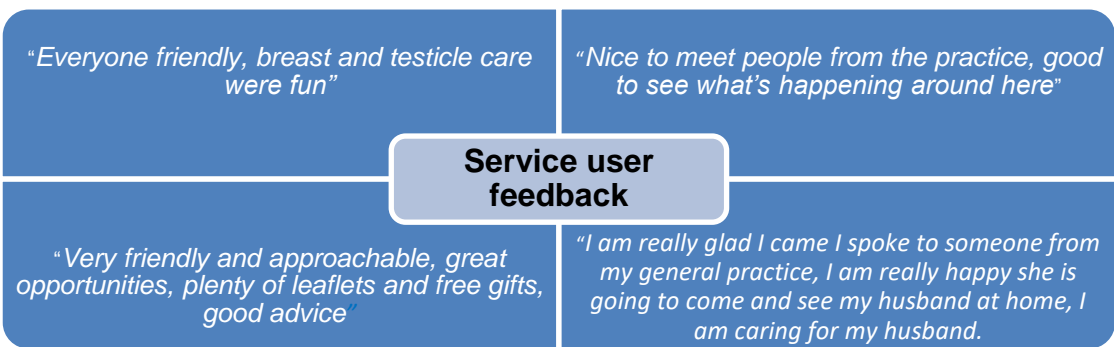 “Everyone friendly, breast and testicle care
were fun”
“Nice to meet people from the practice, good
to see what’s happening around here”
Service user
feedback
“Very friendly and approachable, great
opportunities, plenty of leaflets and free gifts,
good advice”
“I am really glad I came I spoke to someone from
my general practice, I am really happy she is
going to come and see my husband at home, I
am caring for my husband.